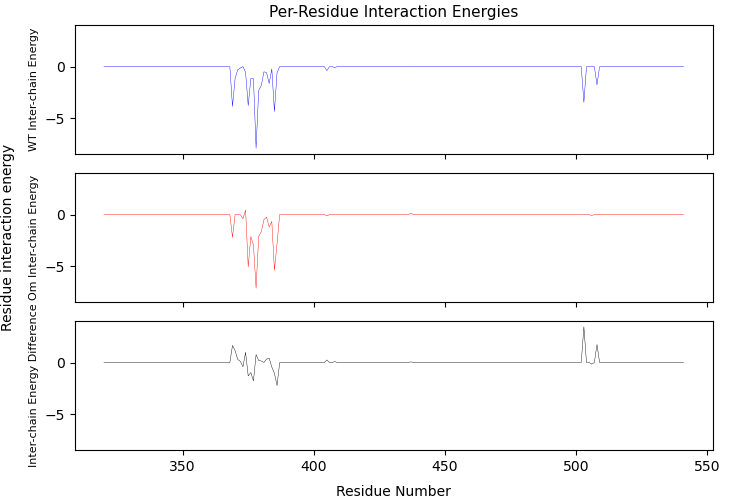 Per-Residue Interaction Energies
Residue interaction energy
WT Inter-chain Energy
0
−5
Om Inter-chain Energy
0
−5
Inter-chain Energy Difference
0
−5
350
400
450
500
550
Residue Number